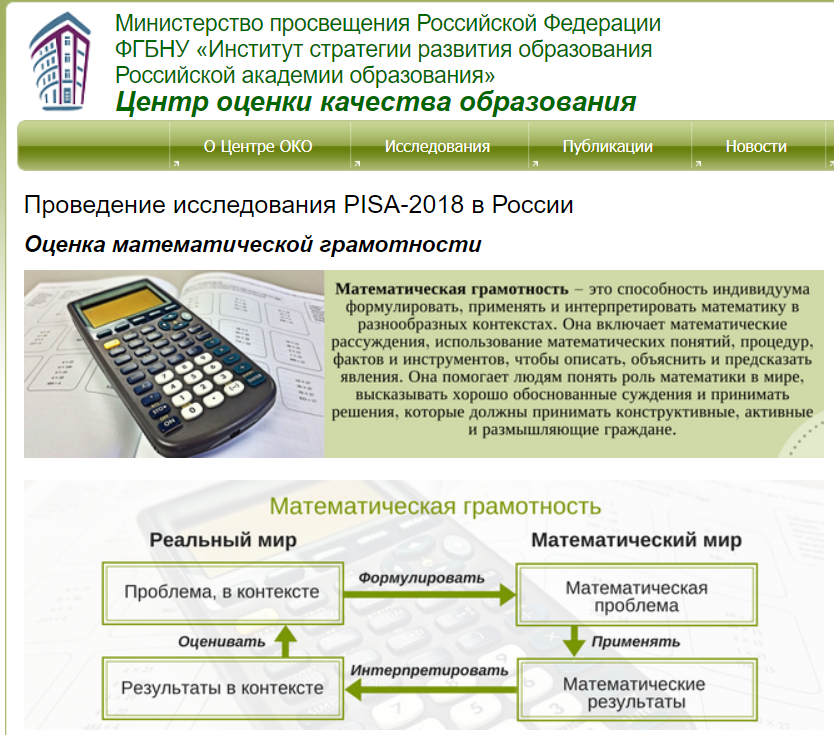 Министерство просвещения Российской Федерации
ФГБНУ «Институт стратегии развития образования
Российской академии образования»
Центр оценки качества образования
О Центре ОКО
Исследования
Публикации
Новости
Проведение исследования PISA-2018 в России
Оценка математической грамотности
Математическая грамотность – это способность индивидуума
формулировать, применять и интерпретировать математику в
разнообразных контекстах. Она включает математические
рассуждения, использование математических понятий, процедур,
фактов и инструментов, чтобы описать, объяснить и предсказать
явления. Она помогает людям понять роль математики в мире,
высказывать хорошо обоснованные суждения и принимать
решения, которые должны принимать конструктивные, активные
и размышляющие граждане.
Математическая грамотность
Реальный мир
Математический мир
Проблема, в контексте
Формулировать
Математическая
проблема
Оценивать
Применять
Результаты в контексте
Интерпретировать
Математические
результаты